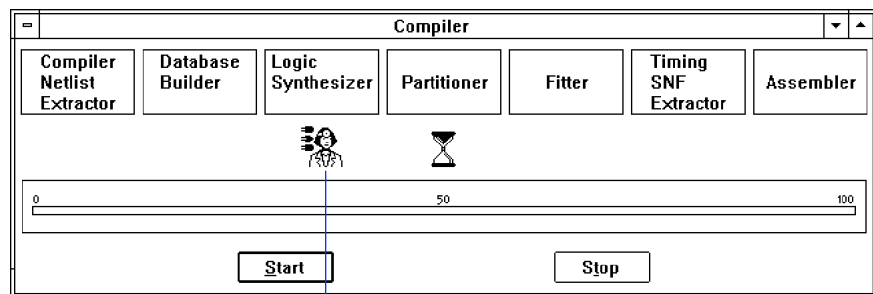 Compiler
Compiler
Netlist
Extractor
Database
Builder
Logic
Synthesizer
Partitioner
Fitter
Timing
SNF
Extractor
Assembler
0 50 100
Start Stop